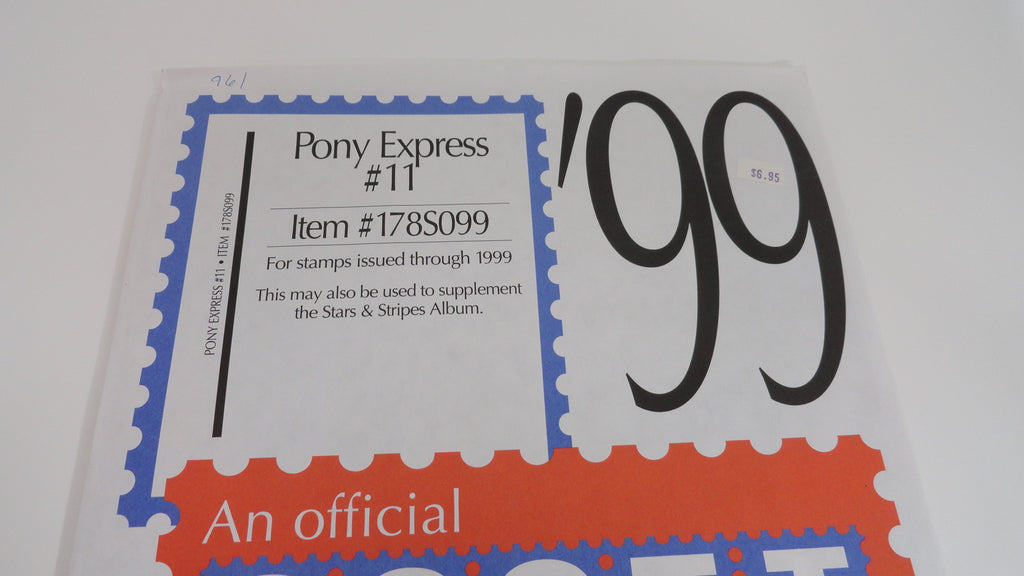 961
Pony Express
#11
Item #178S099
For stamps issued through 1999
This may also be used to supplement
the Stars & Stripes Album.
PONY EXPRESS #11 • ITEM #178S099
'99
$6.95
An official